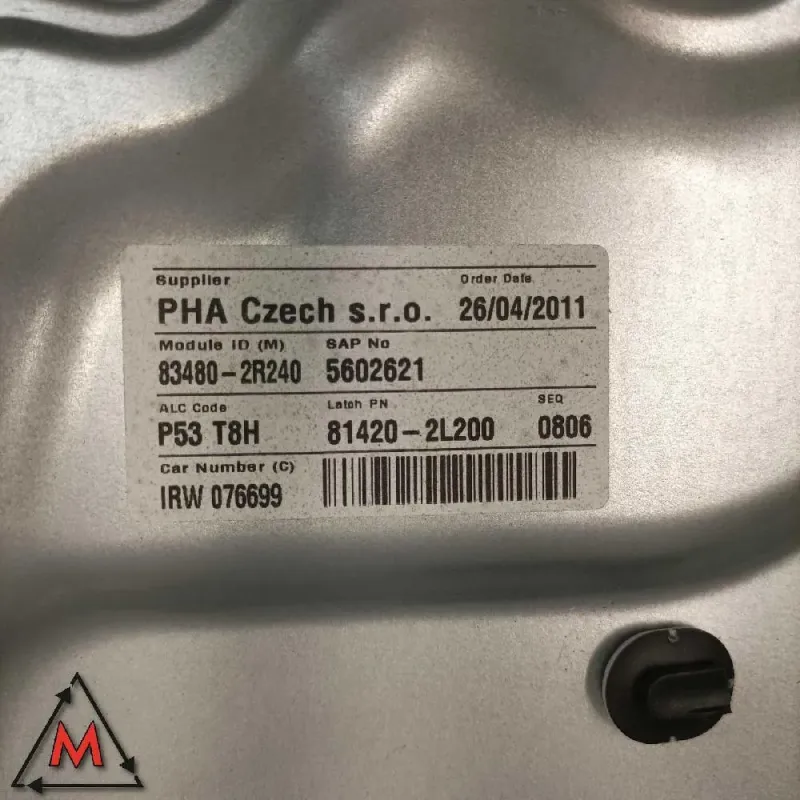 Supplier Order Date
PHA Czech s.r.o. 26/04/2011
Module ID (M) SAP No
83480-2R240 5602621
ALC Code Latch PN SEQ
P53 T8H 81420-2L200 0806
Car Number (C)
IRW 076699
M